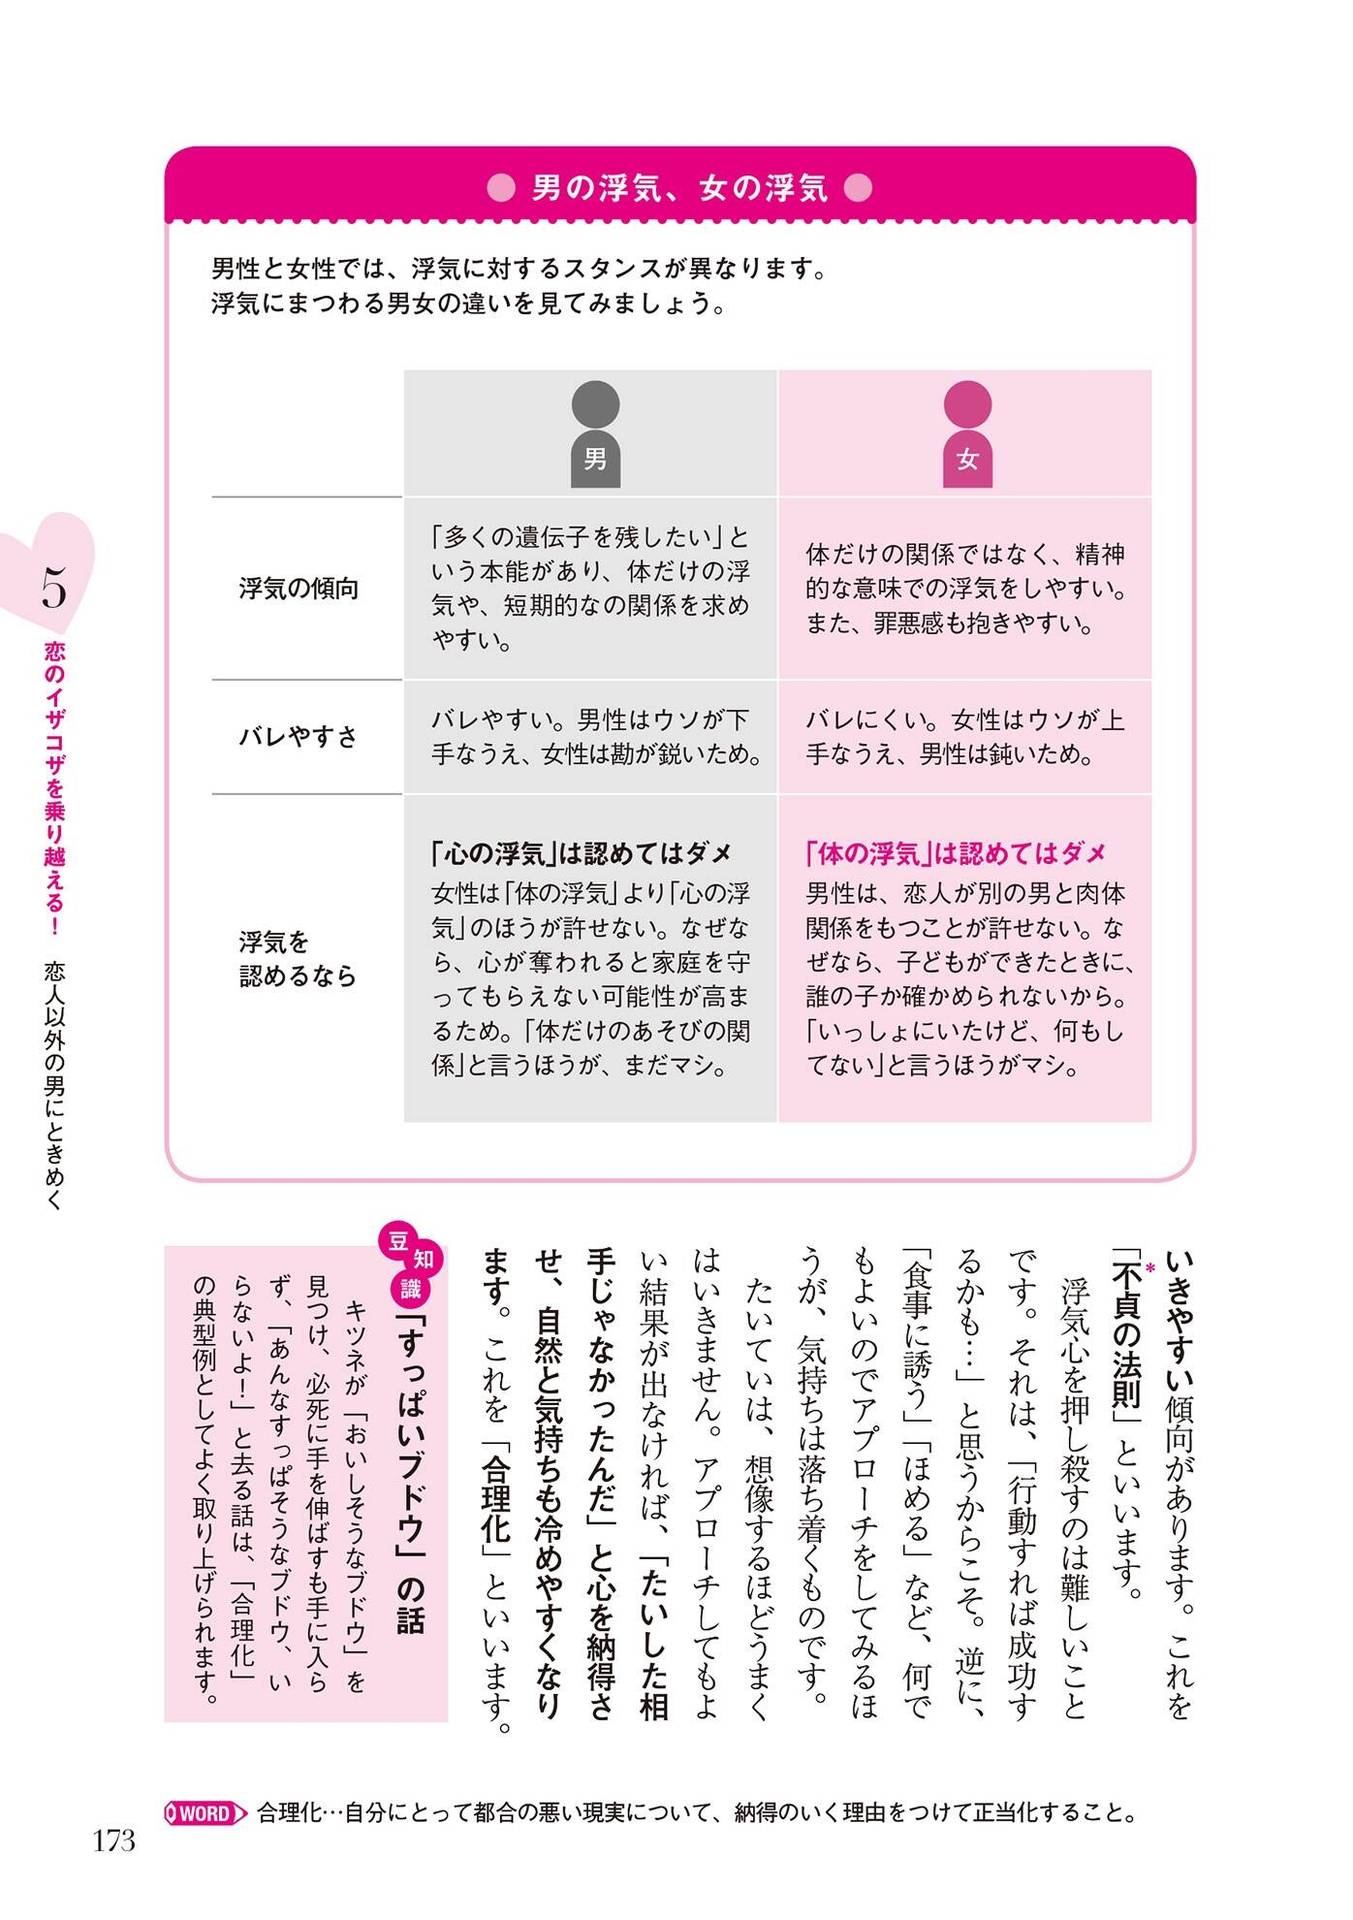 男の浮気、女の浮気
男性と女性では、浮気に対するスタンスが異なります。
浮気にまつわる男女の違いを見てみましょう。
男
女
浮気の傾向
「多くの遺伝子を残したい」と
いう本能があり、体だけの浮
気や、短期的なの関係を求め
やすい。
体だけの関係ではなく、精神
的な意味での浮気をしやすい。
また、罪悪感も抱きやすい。
バレやすさ
バレやすい。男性はウソが下
手なうえ、女性は勘が鋭いため。
バレにくい。女性はウソが上
手なうえ、男性は鈍いため。
浮気を
認めるなら
「心の浮気」は認めてはダメ
女性は「体の浮気」より「心の浮
気」のほうが許せない。なぜな
ら、心が奪われると家庭を守
ってもらえない可能性が高ま
るため。「体だけのあそびの関
係」と言うほうが、まだマシ。
「体の浮気」は認めてはダメ
男性は、恋人が別の男と肉体
関係をもつことが許せない。な
ぜなら、子どもができたときに、
誰の子か確かめられないから。
「いっしょにいたけど、何もし
てない」と言うほうがマシ。
いきやすい傾向があります。これを
「不貞の法則」といいます。
*
浮気心を押し殺すのは難しいこと
です。それは、「行動すれば成功す
るかも…」と思うからこそ。逆に、
「食事に誘う」「ほめる」など、何で
もよいのでアプローチをしてみるほ
うが、気持ちは落ち着くものです。
たいていは、想像するほどうまく
はいきません。アプローチしてもよ
い結果が出なければ、「たいした相
手じゃなかったんだ」と心を納得さ
せ、自然と気持ちも冷めやすくなり
ます。これを「合理化」といいます。
豆知識
「すっぱいブドウ」の話
キツネが「おいしそうなブドウ」を
見つけ、必死に手を伸ばすも手に入ら
ず、「あんなすっぱそうなブドウ、い
らないよ！」と去る話は、「合理化」
の典型例としてよく取り上げられます。
WORD 合理化…自分にとって都合の悪い現実について、納得のいく理由をつけて正当化すること。
5
恋のイザコザを乗り越える！　恋人以外の男にときめく
173